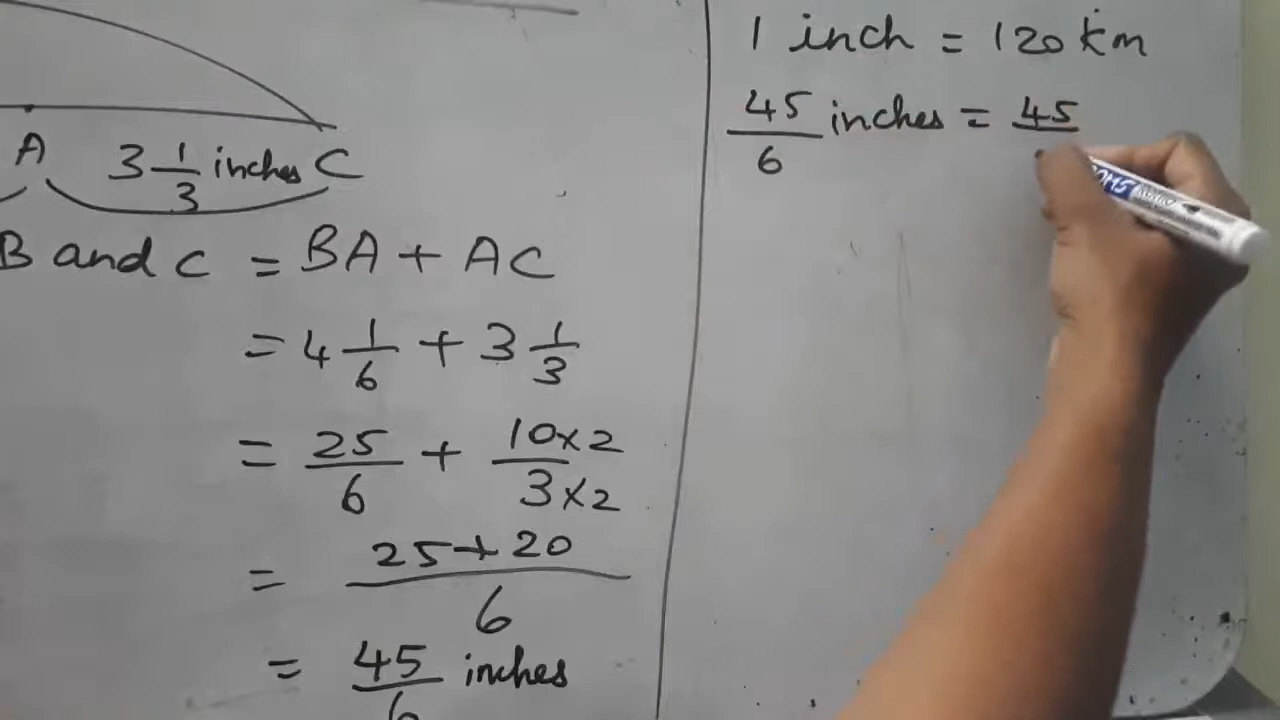 A 3 1/3 inches C
B and C = BA + AC
= 4 1/6 + 3 1/3
= 25/6 + 10×2/3×2
= 25+20/6
= 45/6 inches
1 inch = 120 km
45/6 inches = 45